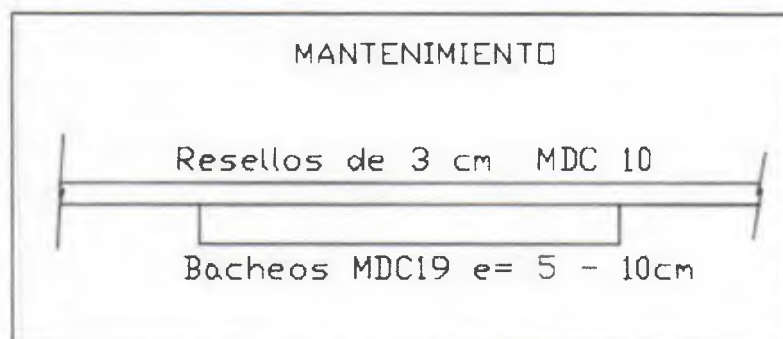 MANTENIMIENTO
Resellos de 3 cm MDC 10
Bacheos MDC19 e= 5 - 10cm